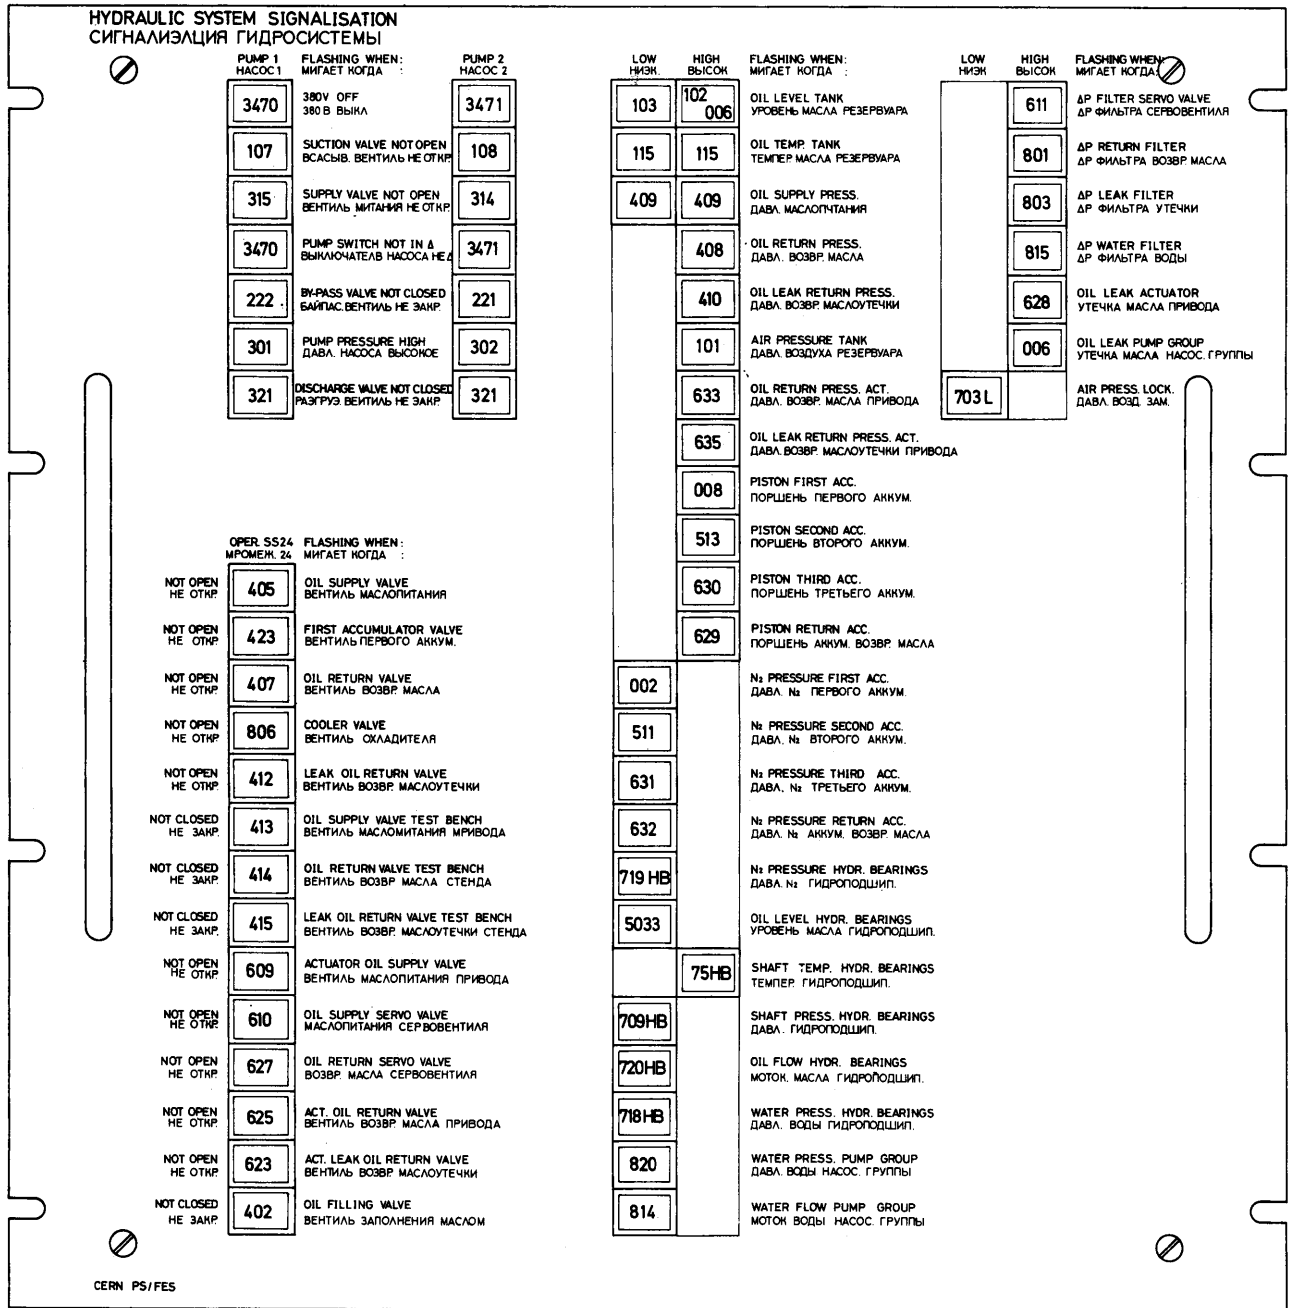 HYDRAULIC SYSTEM SIGNALISATION
СИГНАЛИЭЛЦИЯ ГИДРОСИСТЕМЫ
PUMP 1 FLASHING WHEN: PUMP 2
НАСОС 1 МИГАЕТ КОГДА : НАСОС 2
3470 380V OFF 3471
380 В ВЫКЛ
107 SUCTION VALVE NOT OPEN 108
ВСАСЫВ. ВЕНТИЛЬ НЕ ОТКР.
315 SUPPLY VALVE NOT OPEN 314
ВЕНТИЛЬ МИТАНИЯ НЕ ОТКР.
3470 PUMP SWITCH NOT IN Δ 3471
ВЫКЛЮЧАТЕЛВ НАСОСА НЕ Δ
222 BY-PASS VALVE NOT CLOSED 221
БАЙПАС. ВЕНТИЛЬ НЕ ЗАКР.
301 PUMP PRESSURE HIGH 302
ДАВЛ. НАСОСА ВЫСОКОЕ
321 DISCHARGE VALVE NOT CLOSED 321
РАЗГРУЗ. ВЕИТИЛЬ НЕ ЗАКР.
OPER. SS24 FLASHING WHEN:
МРОМЕЖ. 24 МИГАЕТ КОГДА :
NOT OPEN 405 OIL SUPPLY VALVE
НЕ ОТКР. ВЕНТИЛЬ МАСЛОПИТАНИЯ
NOT OPEN 423 FIRST ACCUMULATOR VALVE
НЕ ОТКР. ВЕНТИЛЬ ПЕРВОГО АККУМ.
NOT OPEN 407 OIL RETURN VALVE
НЕ ОТКР. ВЕНТИЛЬ ВОЗВР. МАСЛА
NOT OPEN 806 COOLER VALVE
НЕ ОТКР. ВЕНТИЛЬ ОХЛАДИТЕЛЯ
NOT OPEN 412 LEAK OIL RETURN VALVE
НЕ ОТКР. ВЕНТИЛЬ ВОЗВР. МАСЛОУТЕЧКИ
NOT CLOSED 413 OIL SUPPLY VALVE TEST BENCH
НЕ ЗАКР. ВЕНТИЛЬ МАСЛОМИТАНИЯ МРИВОДА
NOT CLOSED 414 OIL RETURN VALVE TEST BENCH
НЕ ЗАКР. ВЕНТИЛЬ ВОЗВР. МАСЛА СТЕНДА
NOT CLOSED 415 LEAK OIL RETURN VALVE TEST BENCH
НЕ ЗАКР. ВЕНТИЛЬ ВОЗВР. МАСЛОУТЕЧКИ СТЕНДА
NOT OPEN 609 ACTUATOR OIL SUPPLY VALVE
НЕ ОТКР. ВЕНТИЛЬ МАСЛОПИТАНИЯ ПРИВОДА
NOT OPEN 610 OIL SUPPLY SERVO VALVE
НЕ ОТКР. МАСЛОПИТАНИЯ СЕРВОВЕНТИЛЯ
NOT OPEN 627 OIL RETURN SERVO VALVE
НЕ ОТКР. ВОЗВР. МАСЛА СЕРВОВЕНТИЛЯ
NOT OPEN 625 ACT. OIL RETURN VALVE
НЕ ОТКР. ВЕНТИЛЬ ВОЗВР. МАСЛА ПРИВОДА
NOT OPEN 623 ACT. LEAK OIL RETURN VALVE
НЕ ОТКР. ВЕНТИЛЬ ВОЗВР. МАСЛОУТЕЧКИ
NOT CLOSED 402 OIL FILLING VALVE
НЕ ЗАКР. ВЕНТИЛЬ ЗАПОЛНЕНИЯ МАСЛОМ
LOW HIGH FLASHING WHEN:
НИЭК. ВЫСОК МИГАЕТ КОГДА :
103 102 006 OIL LEVEL TANK
УРОВЕНЬ МАСЛА РЕЗЕРВУАРА
115 115 OIL TEMP. TANK
ТЕМПЕР. МАСЛА РЕЗЕРВУАРА
409 409 OIL SUPPLY PRESS.
ДАВЛ. МАСЛОПЧТАНИЯ
408 OIL RETURN PRESS.
ДАВЛ. ВОЗВР. МАСЛА
410 OIL LEAK RETURN PRESS.
ДАВЛ. ВОЗВР. МАСЛОУТЕЧКИ
101 AIR PRESSURE TANK
ДАВЛ. ВОЗДУХА РЕЗЕРВУАРА
633 OIL RETURN PRESS. ACT.
ДАВЛ. ВОЗВР. МАСЛА ПРИВОДА
635 OIL LEAK RETURN PRESS. ACT.
ДАВЛ. ВОЗВР. МАСЛОУТЕЧКИ ПРИВОДА
008 PISTON FIRST ACC.
ПОРШЕНЬ ПЕРВОГО АККУМ.
513 PISTON SECOND ACC.
ПОРШЕНЬ ВТОРОГО АККУМ.
630 PISTON THIRD ACC.
ПОРШЕНЬ ТРЕТЬЕГО АККУМ.
629 PISTON RETURN ACC.
ПОРШЕНЬ АККУМ. ВОЗВР. МАСЛА
002 N₂ PRESSURE FIRST ACC.
ДАВЛ. N₂ ПЕРВОГО АККУМ.
511 N₂ PRESSURE SECOND ACC.
ДАВЛ. N₂ ВТОРОГО АККУМ.
631 N₂ PRESSURE THIRD ACC.
ДАВЛ. N₂ ТРЕТЬЕГО АККУМ.
632 N₂ PRESSURE RETURN ACC.
ДАВЛ. N₂ АККУМ. ВОЗВР. МАСЛА
719 HB N₂ PRESSURE HYDR. BEARINGS
ДАВЛ. N₂ ГИДРОПОДШИП.
5033 OIL LEVEL HYDR. BEARINGS
УРОВЕНЬ МАСЛА ГИДРОПОДШИП.
75HB SHAFT TEMP. HYDR. BEARINGS
ТЕМПЕР. ГИДРОПОДШИП.
709HB SHAFT PRESS. HYDR. BEARINGS
ДАВЛ. ГИДРОПОДШИП.
720HB OIL FLOW HYDR. BEARINGS
МОТОК. МАСЛА ГИДРОПОДШИП.
718HB WATER PRESS. HYDR. BEARINGS
ДАВЛ. ВОДЫ ГИДРОПОДШИП.
820 WATER PRESS. PUMP GROUP
ДАВЛ. ВОДЫ НАСОС. ГРУППЫ
814 WATER FLOW PUMP GROUP
МОТОК ВОДЫ НАСОС. ГРУППЫ
LOW HIGH FLASHING WHEN:
НИЭК ВЫСОК МИГАЕТ КОГДА:
611 ΔP FILTER SERVO VALVE
ΔP ФИЛЬТРА СЕРВОВЕНТИЛЯ
801 ΔP RETURN FILTER
ΔP ФИЛЬТРА ВОЗВР. МАСЛА
803 ΔP LEAK FILTER
ΔP ФИЛЬТРА УТЕЧКИ
815 ΔP WATER FILTER
ΔP ФИЛЬТРА ВОДЫ
628 OIL LEAK ACTUATOR
УТЕЧКА МАСЛА ПРИВОДА
006 OIL LEAK PUMP GROUP
УТЕЧКА МАСЛА НАСОС. ГРУППЫ
703 L AIR PRESS. LOCK.
ДАВЛ. ВОЗД. ЗАМ.
CERN PS/FES